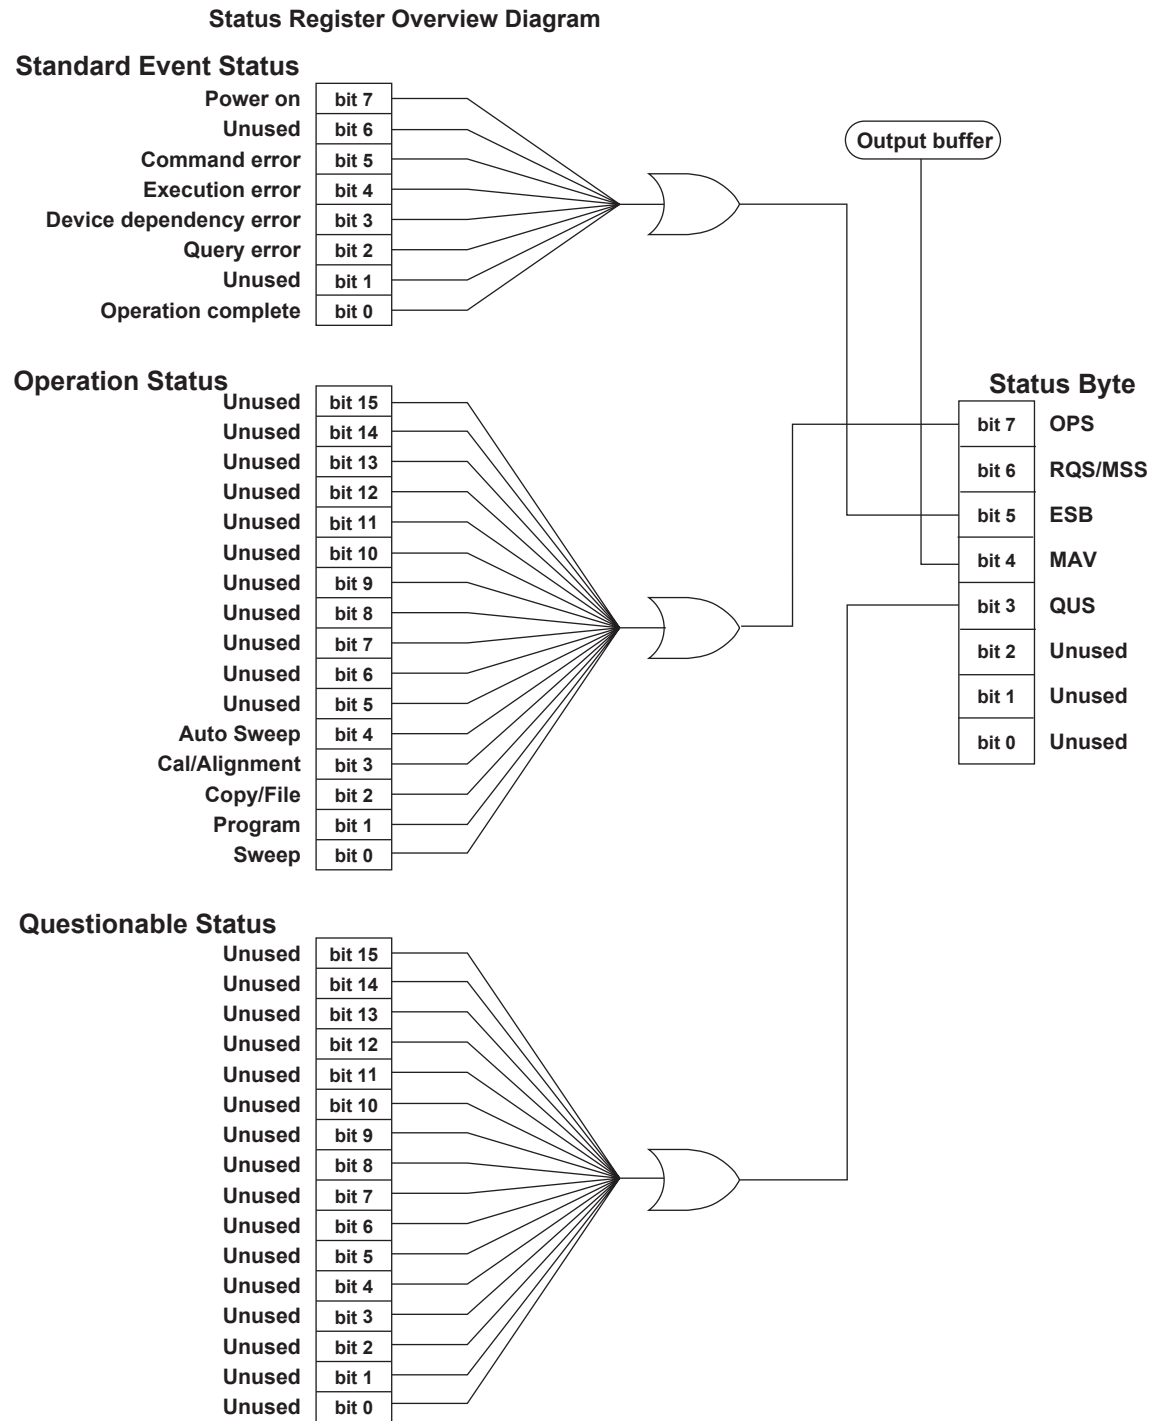 Status Register Overview Diagram
Standard Event Status
Power on bit 7
Unused bit 6
Command error bit 5
Execution error bit 4
Device dependency error bit 3
Query error bit 2
Unused bit 1
Operation complete bit 0
Output buffer
Operation Status
Unused bit 15
Unused bit 14
Unused bit 13
Unused bit 12
Unused bit 11
Unused bit 10
Unused bit 9
Unused bit 8
Unused bit 7
Unused bit 6
Unused bit 5
Auto Sweep bit 4
Cal/Alignment bit 3
Copy/File bit 2
Program bit 1
Sweep bit 0
Status Byte
bit 7 OPS
bit 6 RQS/MSS
bit 5 ESB
bit 4 MAV
bit 3 QUS
bit 2 Unused
bit 1 Unused
bit 0 Unused
Questionable Status
Unused bit 15
Unused bit 14
Unused bit 13
Unused bit 12
Unused bit 11
Unused bit 10
Unused bit 9
Unused bit 8
Unused bit 7
Unused bit 6
Unused bit 5
Unused bit 4
Unused bit 3
Unused bit 2
Unused bit 1
Unused bit 0